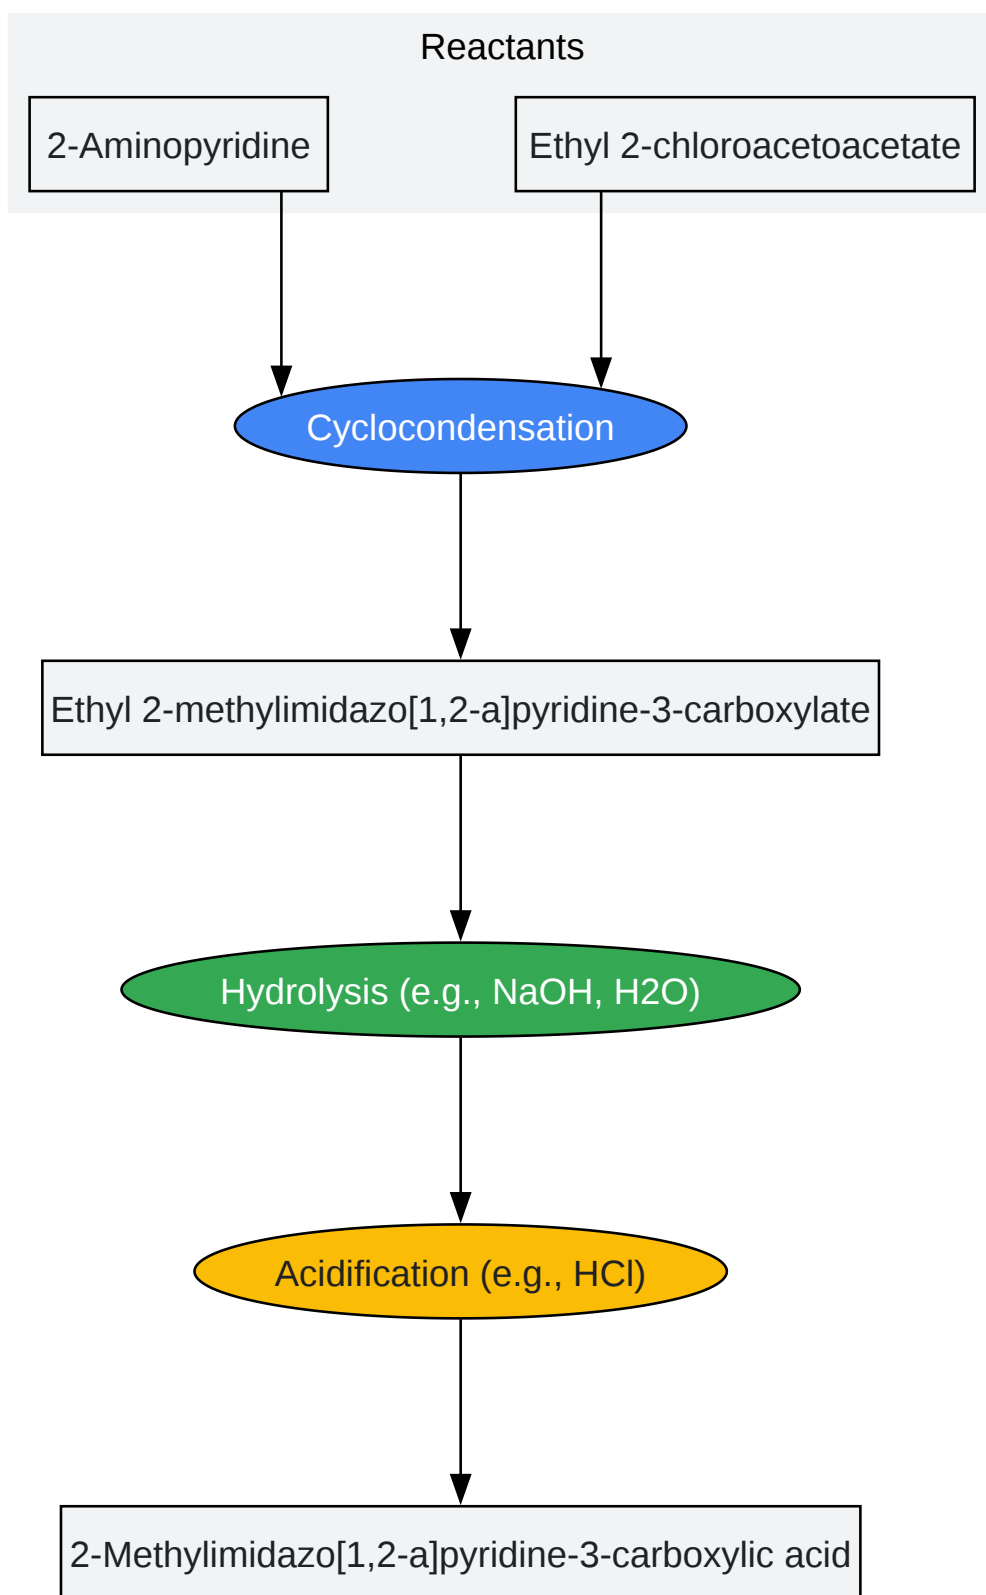 Reactants
2-Aminopyridine
Ethyl 2-chloroacetoacetate
Cyclocondensation
Ethyl 2-methylimidazo[1,2-a]pyridine-3-carboxylate
Hydrolysis (e.g., NaOH, H2O)
Acidification (e.g., HCl)
2-Methylimidazo[1,2-a]pyridine-3-carboxylic acid